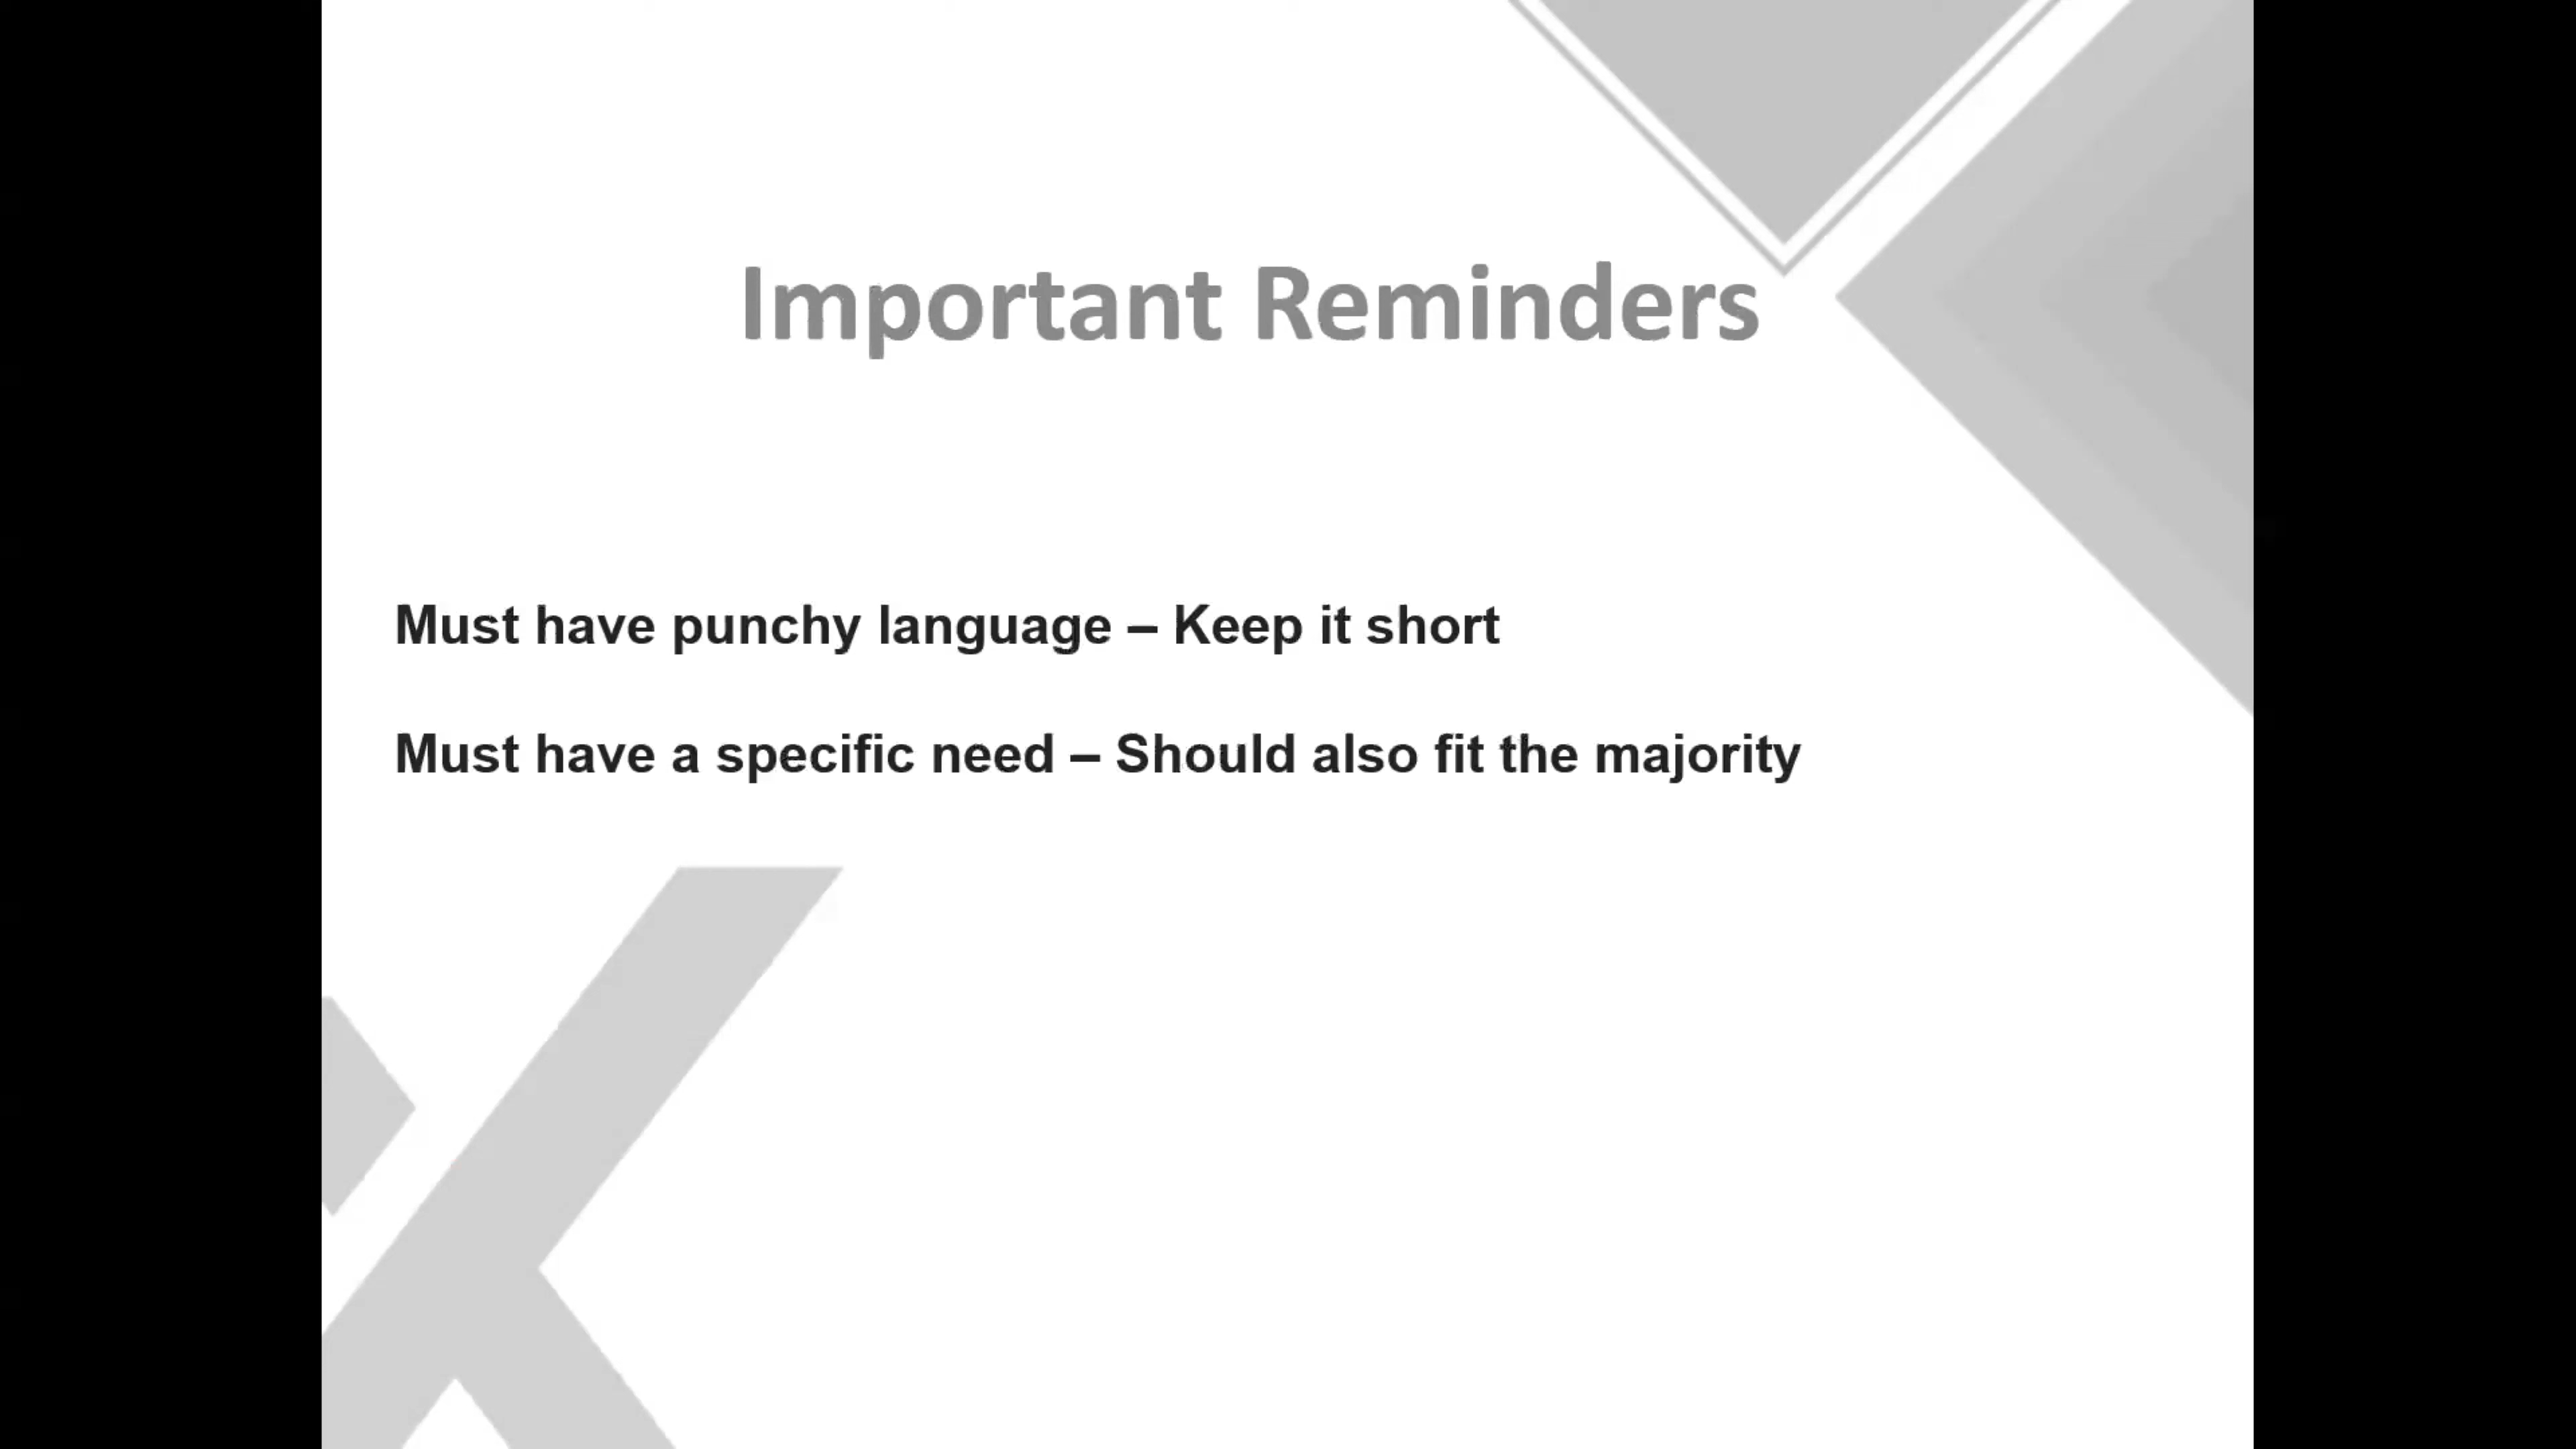 Important Reminders
Must have punchy language – Keep it short
Must have a specific need – Should also fit the majority